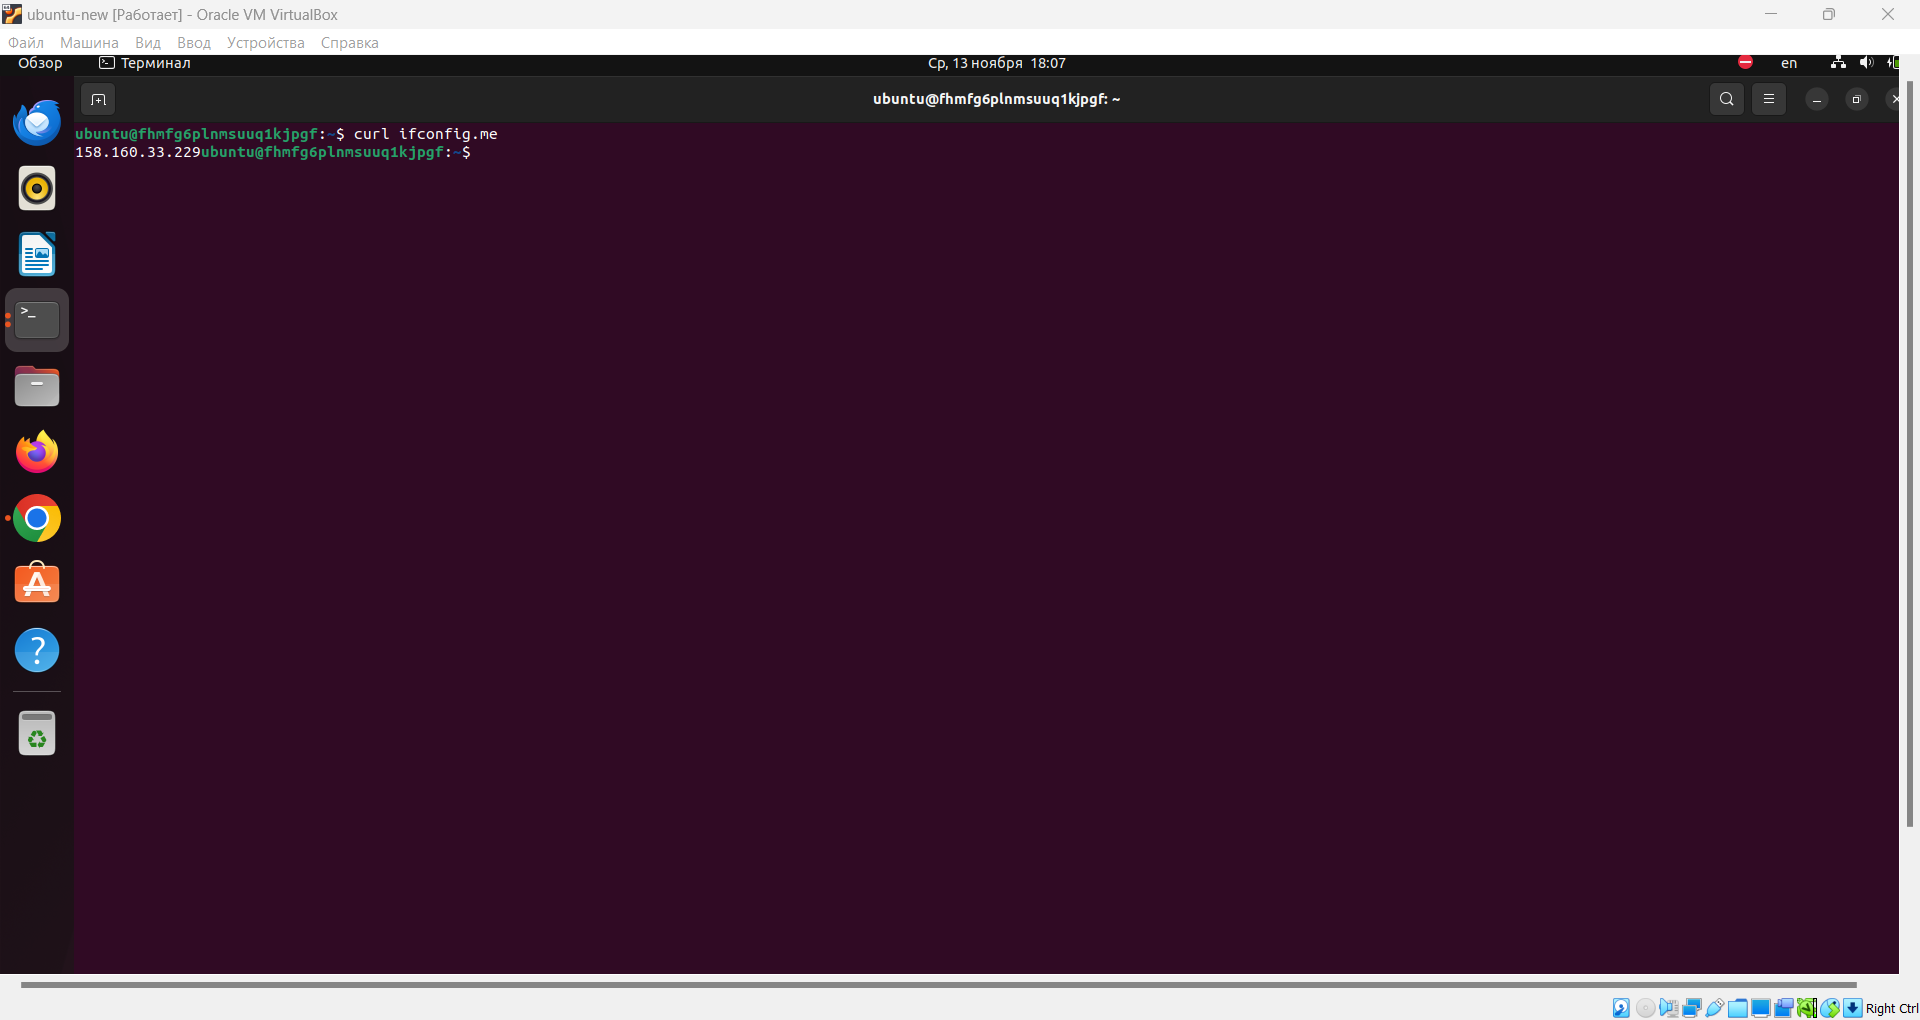 ubuntu-new [Работает] - Oracle VM VirtualBox
Файл Машина Вид Ввод Устройства Справка
Обзор Терминал Ср, 13 ноября 18:07 en
ubuntu@fhmfg6plnmsuuq1kjpgf: ~
ubuntu@fhmfg6plnmsuuq1kjpgf:~$ curl ifconfig.me
158.160.33.229ubuntu@fhmfg6plnmsuuq1kjpgf:~$
Right Ctrl